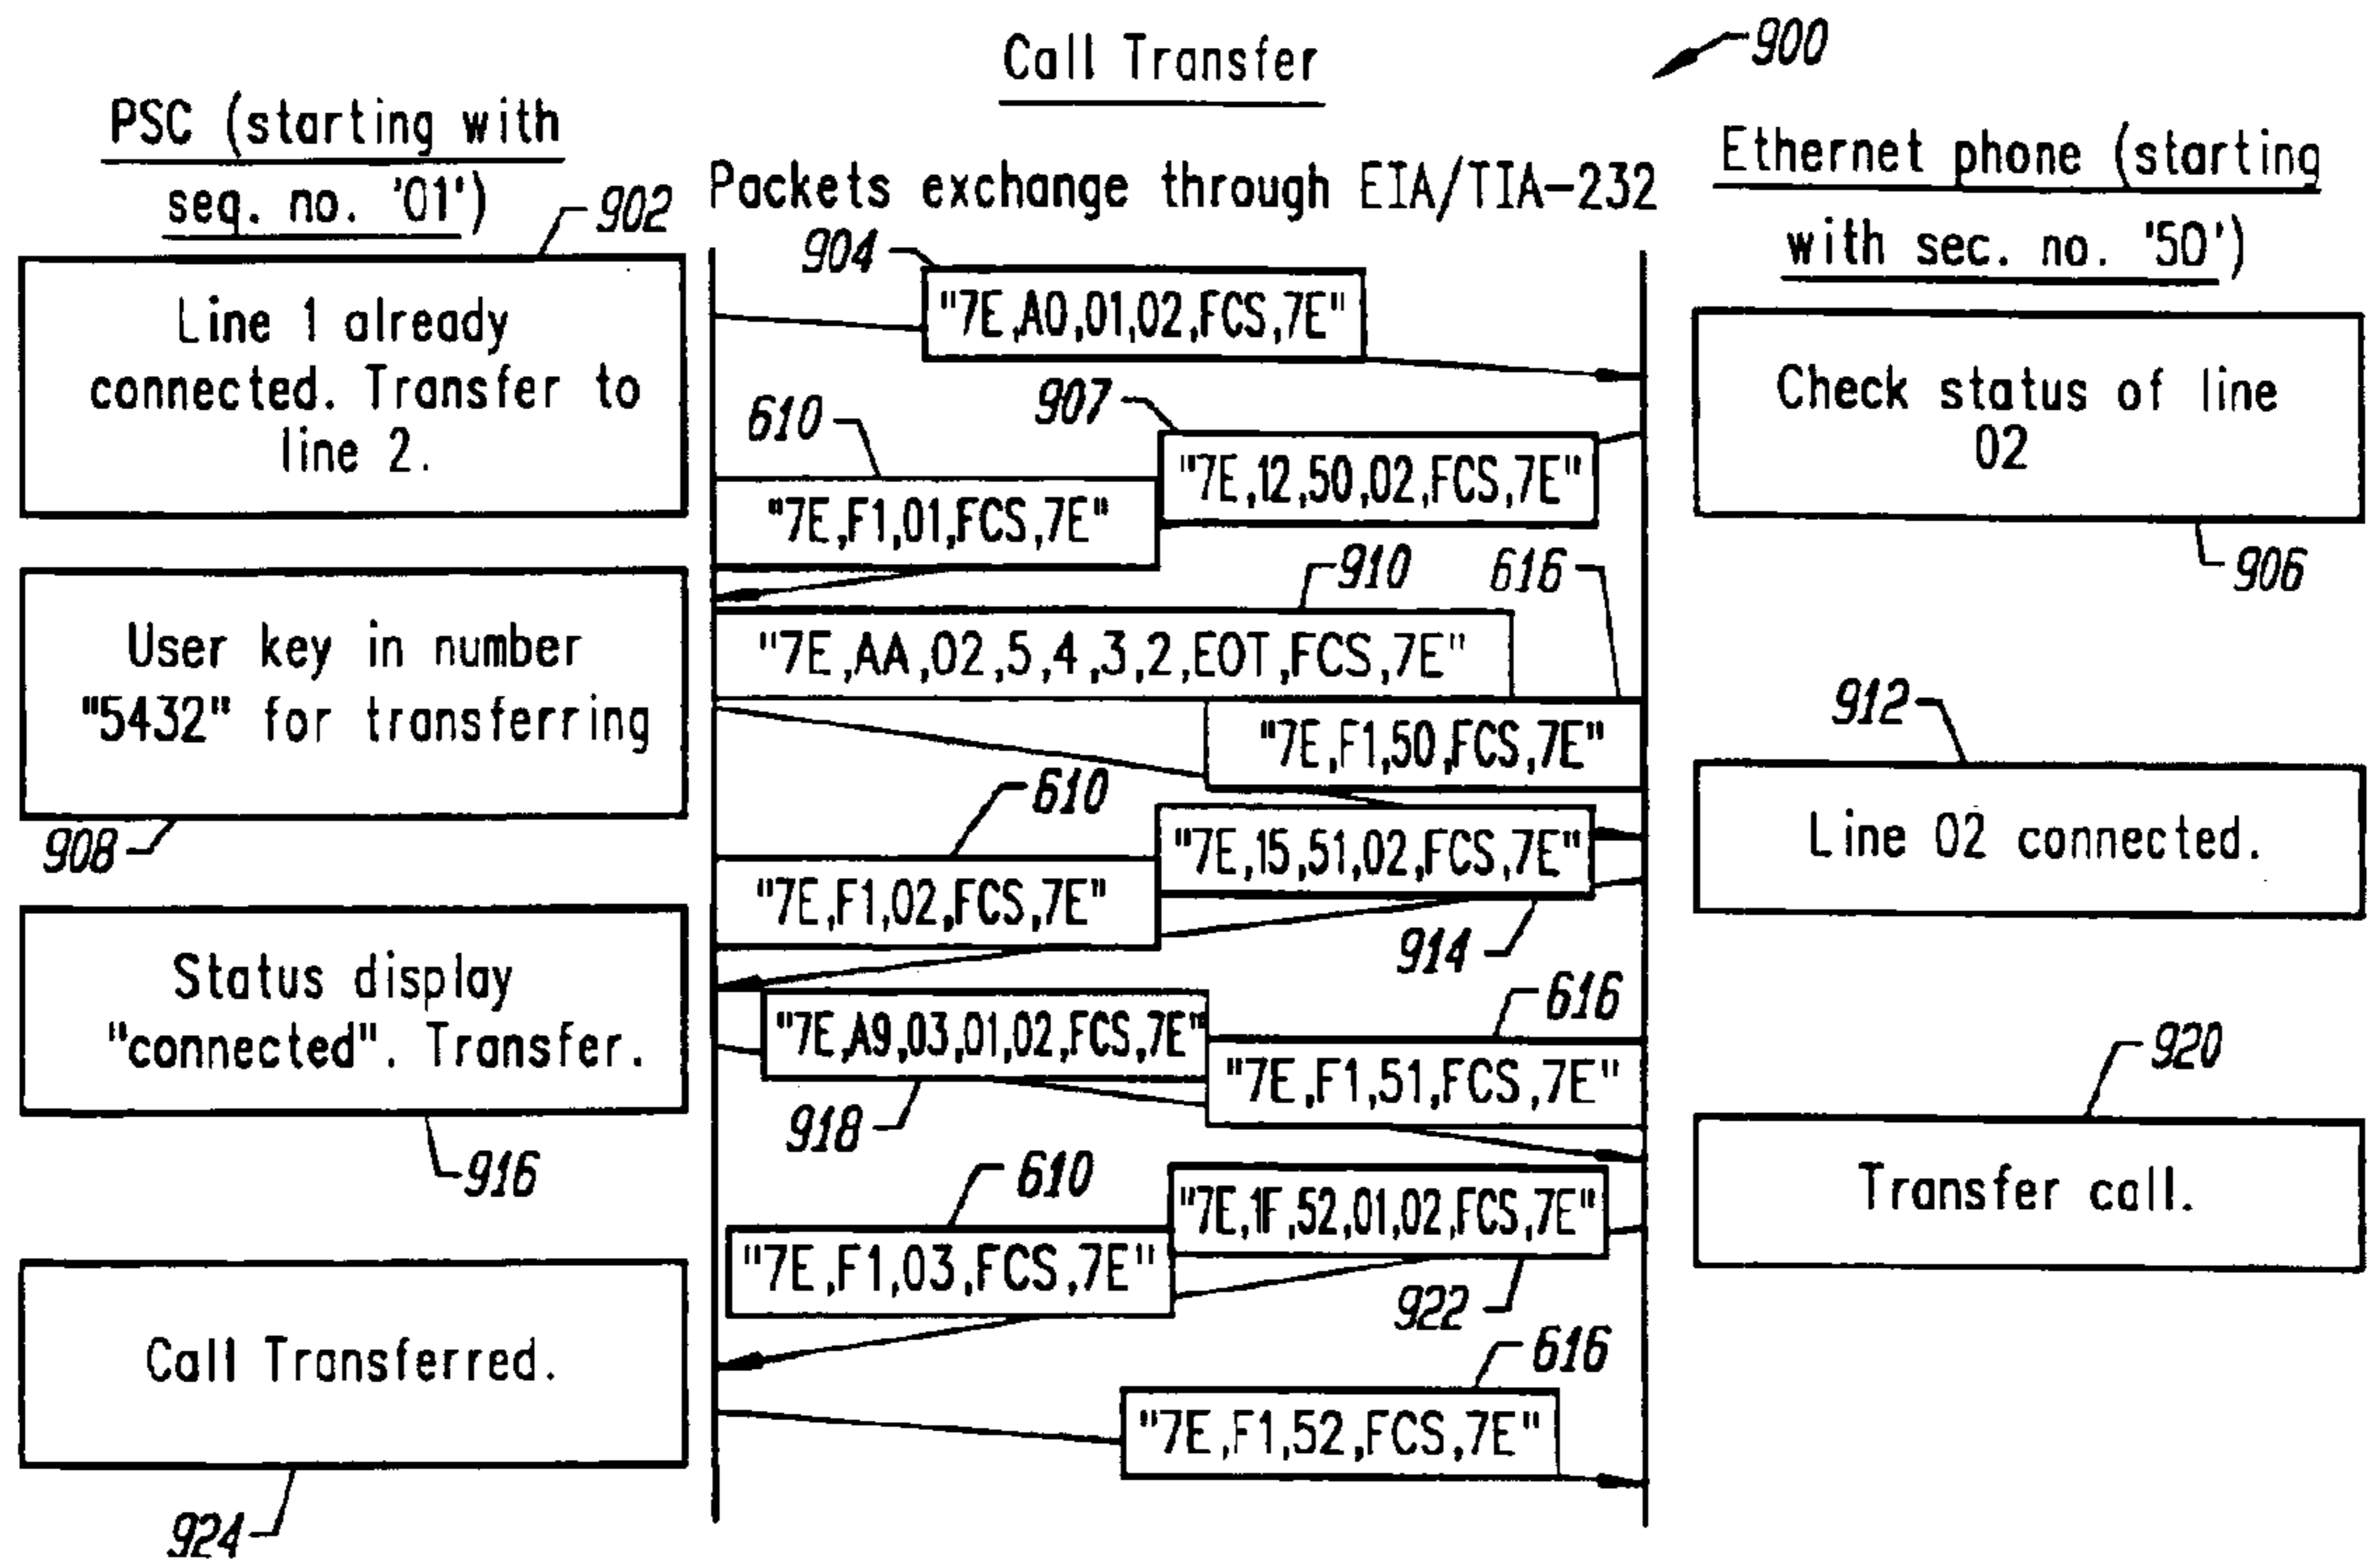 Call Transfer
900
PSC (starting with
seq. no. '01')
Packets exchange through EIA/TIA-232
Ethernet phone (starting
with sec. no. '50')
902
Line 1 already
connected. Transfer to
line 2.
904
"7E,A0,01,02,FCS,7E"
Check status of line
02
906
907
"7E,12,50,02,FCS,7E"
610
"7E,F1,01,FCS,7E"
User key in number
"5432" for transferring
908
910
"7E,AA,02,5,4,3,2,EOT,FCS,7E"
616
"7E,F1,50,FCS,7E"
912
Line 02 connected.
610
"7E,15,51,02,FCS,7E"
"7E,F1,02,FCS,7E"
914
Status display
"connected". Transfer.
916
"7E,A9,03,01,02,FCS,7E"
918
616
"7E,F1,51,FCS,7E"
920
Transfer call.
610
"7E,1F,52,01,02,FCS,7E"
"7E,F1,03,FCS,7E"
922
Call Transferred.
924
616
"7E,F1,52,FCS,7E"